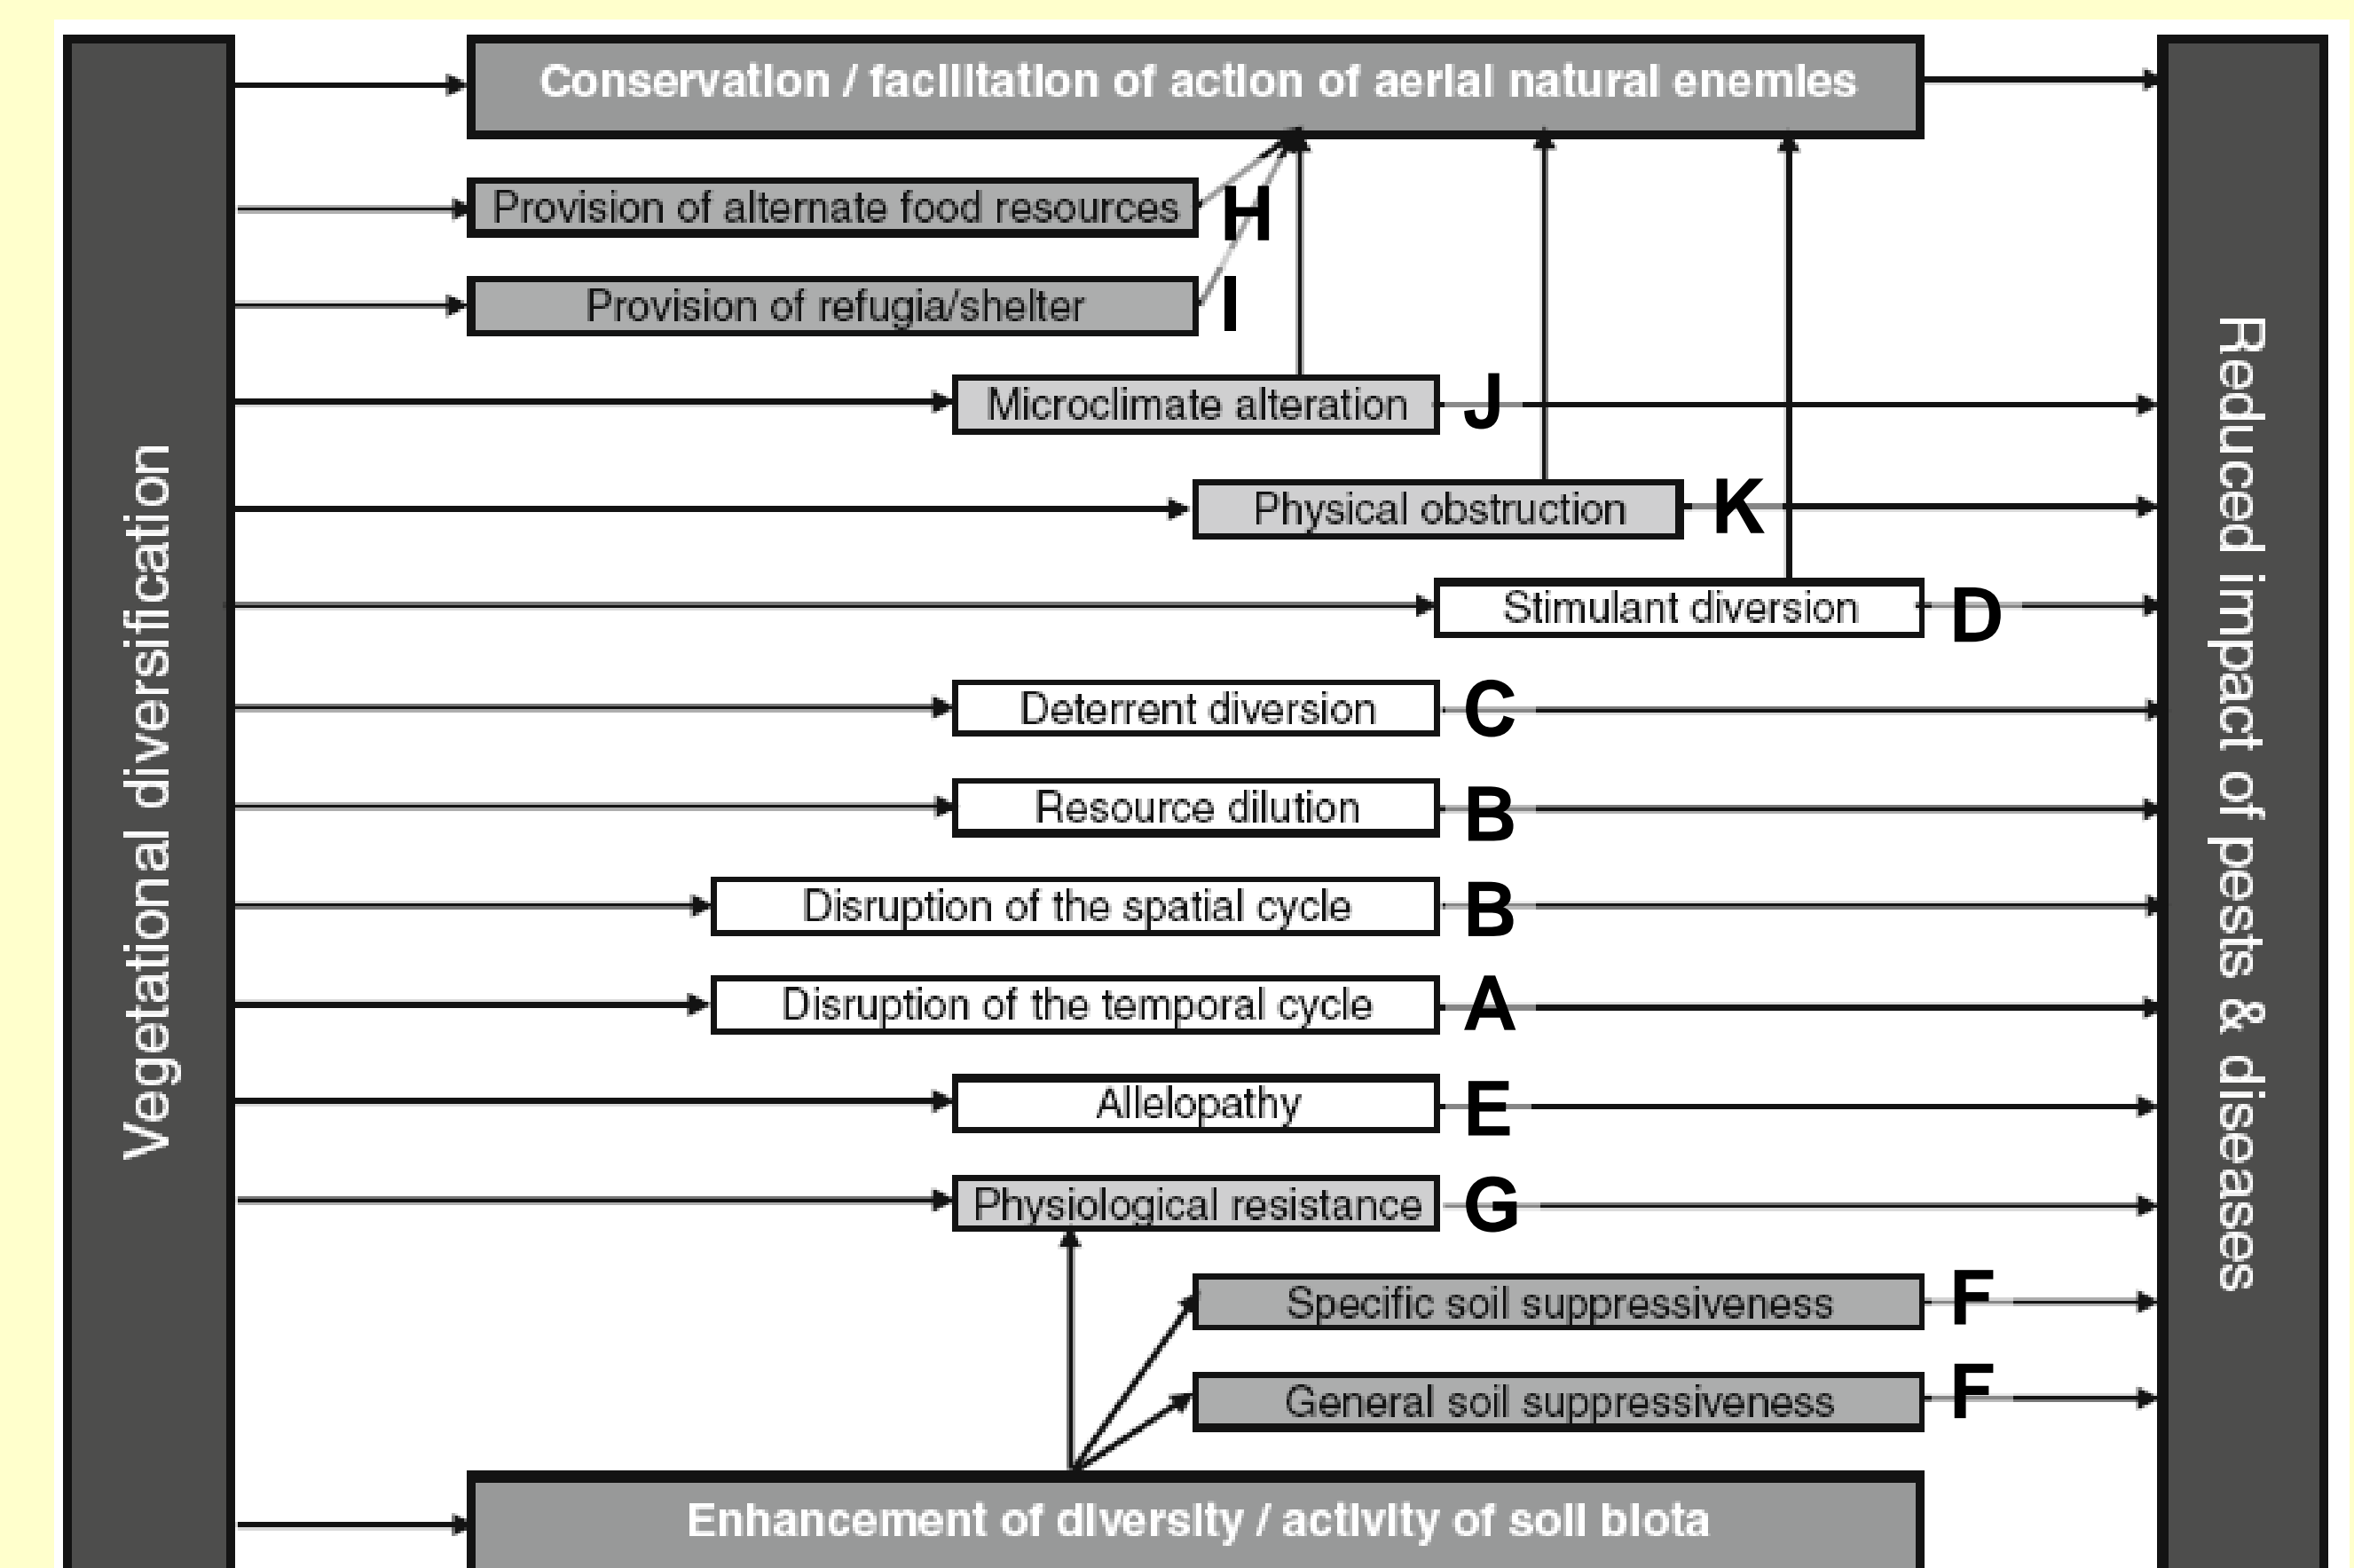 Vegetational diversification
Conservation / facilitation of action of aerial natural enemies
Provision of alternate food resources H
Provision of refugia/shelter I
Microclimate alteration J
Physical obstruction K
Stimulant diversion D
Deterrent diversion C
Resource dilution B
Disruption of the spatial cycle B
Disruption of the temporal cycle A
Allelopathy E
Physiological resistance G
Specific soil suppressiveness F
General soil suppressiveness F
Enhancement of diversity / activity of soil biota
Reduced impact of pests & diseases